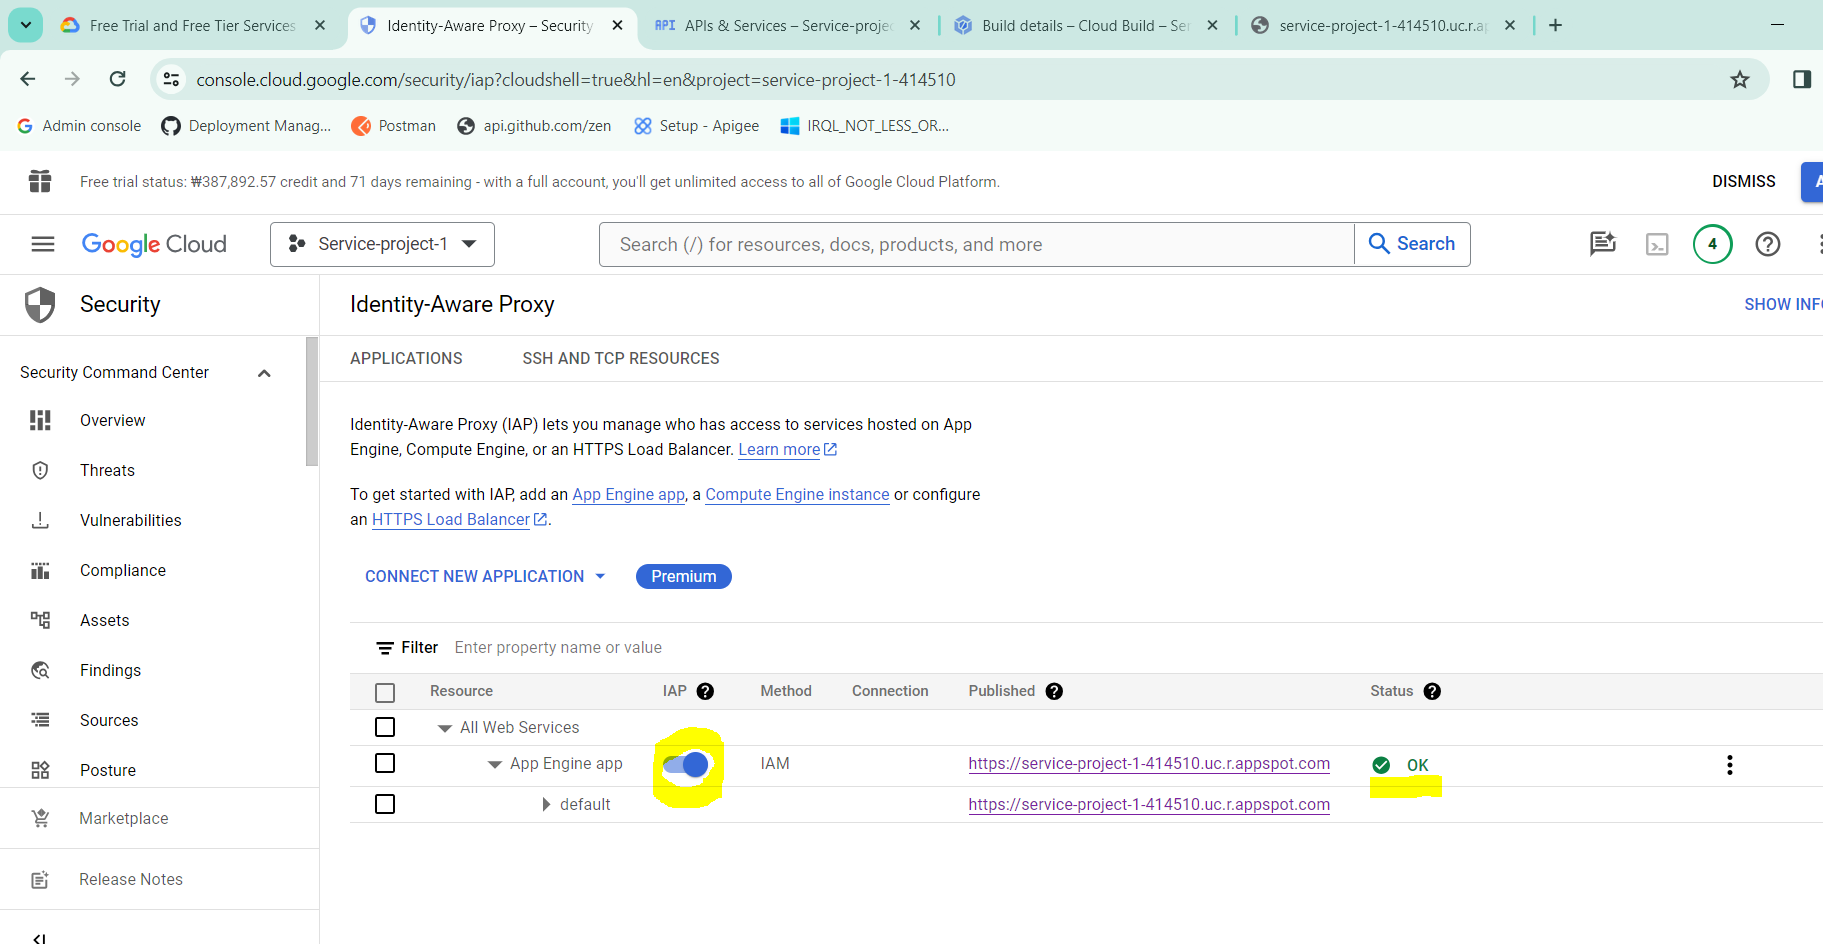 Free Trial and Free Tier Services
Identity-Aware Proxy – Security
API APIs & Services – Service-projec
Build details – Cloud Build – Ser
service-project-1-414510.uc.r.ap
console.cloud.google.com/security/iap?cloudshell=true&hl=en&project=service-project-1-414510
Admin console
Deployment Manag...
Postman
api.github.com/zen
Setup - Apigee
IRQL_NOT_LESS_OR...
Free trial status: ₩387,892.57 credit and 71 days remaining - with a full account, you'll get unlimited access to all of Google Cloud Platform.
DISMISS
A
Google Cloud
Service-project-1
Search (/) for resources, docs, products, and more
Search
4
Security
Identity-Aware Proxy
SHOW INFO
Security Command Center
Overview
Threats
Vulnerabilities
Compliance
Assets
Findings
Sources
Posture
Marketplace
Release Notes
APPLICATIONS
SSH AND TCP RESOURCES
Identity-Aware Proxy (IAP) lets you manage who has access to services hosted on App
Engine, Compute Engine, or an HTTPS Load Balancer. Learn more
To get started with IAP, add an App Engine app, a Compute Engine instance or configure
an HTTPS Load Balancer.
CONNECT NEW APPLICATION
Premium
Filter Enter property name or value
Resource IAP Method Connection Published Status
All Web Services
App Engine app IAM https://service-project-1-414510.uc.r.appspot.com OK
default https://service-project-1-414510.uc.r.appspot.com